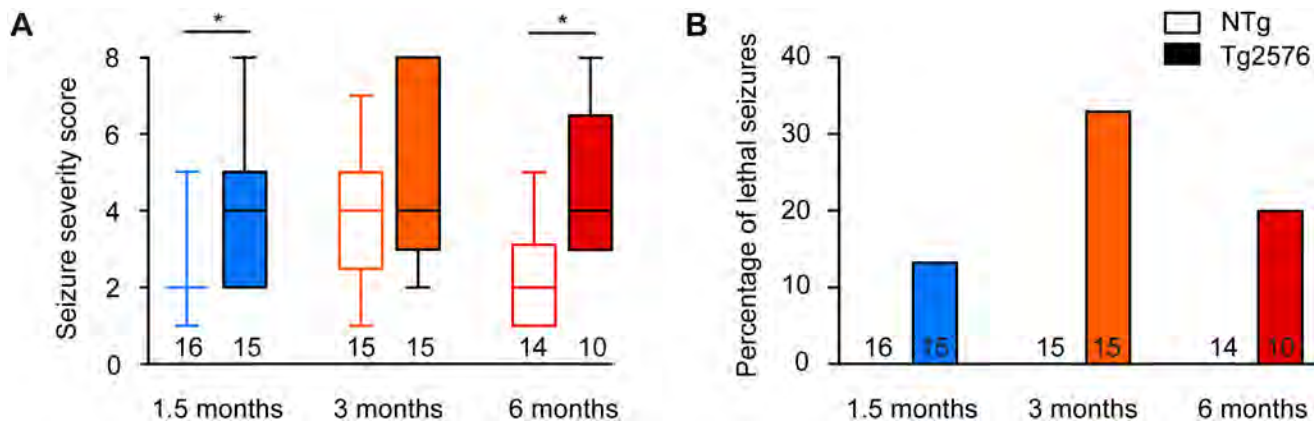 A
Seizure severity score
8
6
4
2
0
*
*
16 15 15 15 14 10
1.5 months 3 months 6 months
B
NTg
Tg2576
Percentage of lethal seizures
40
30
20
10
0
16 15 15 15 14 10
1.5 months 3 months 6 months